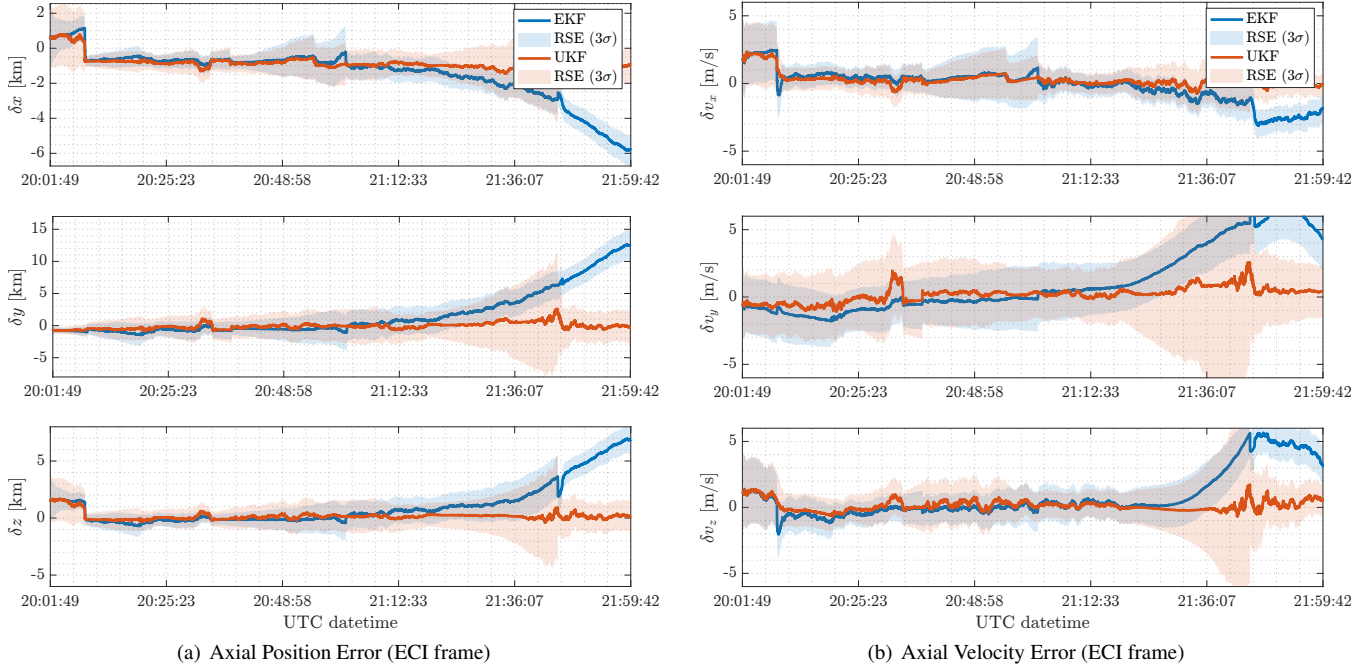 EKF
RSE (3σ)
UKF
RSE (3σ)
δx [km]
0
-2
-4
-6
20:01:49 20:25:23 20:48:58 21:12:33 21:36:07 21:59:42
δy [km]
15
10
5
0
-5
20:01:49 20:25:23 20:48:58 21:12:33 21:36:07 21:59:42
δz [km]
5
0
-5
20:01:49 20:25:23 20:48:58 21:12:33 21:36:07 21:59:42
UTC datetime
(a) Axial Position Error (ECI frame)
EKF
RSE (3σ)
UKF
RSE (3σ)
δvx [m/s]
5
0
-5
20:01:49 20:25:23 20:48:58 21:12:33 21:36:07 21:59:42
δvy [m/s]
5
0
-5
20:01:49 20:25:23 20:48:58 21:12:33 21:36:07 21:59:42
δvz [m/s]
5
0
-5
20:01:49 20:25:23 20:48:58 21:12:33 21:36:07 21:59:42
UTC datetime
(b) Axial Velocity Error (ECI frame)